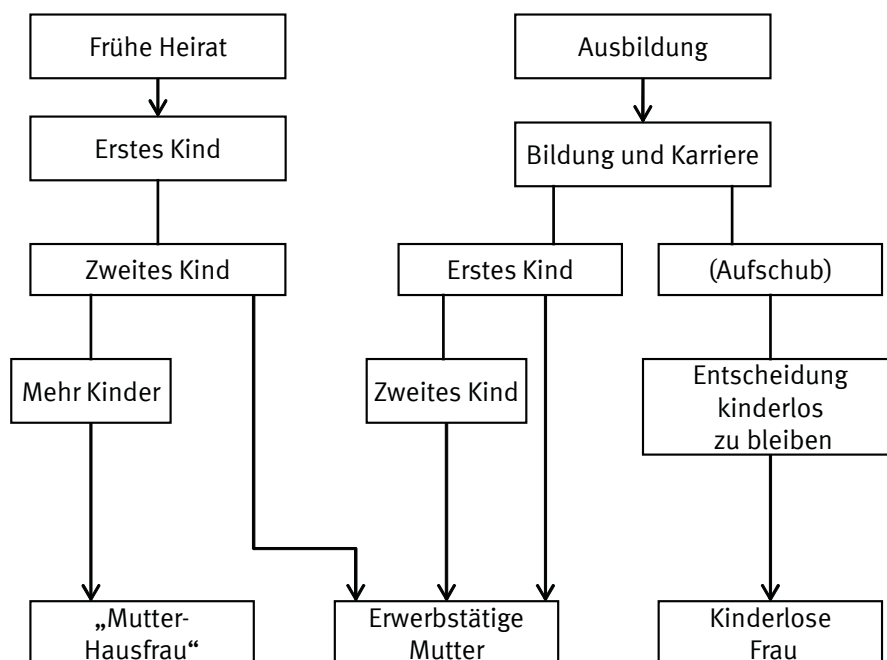 Frühe Heirat
Ausbildung
Erstes Kind
Bildung und Karriere
Zweites Kind
Erstes Kind
(Aufschub)
Mehr Kinder
Zweites Kind
Entscheidung
kinderlos
zu bleiben
„Mutter-
Hausfrau“
Erwerbstätige
Mutter
Kinderlose
Frau